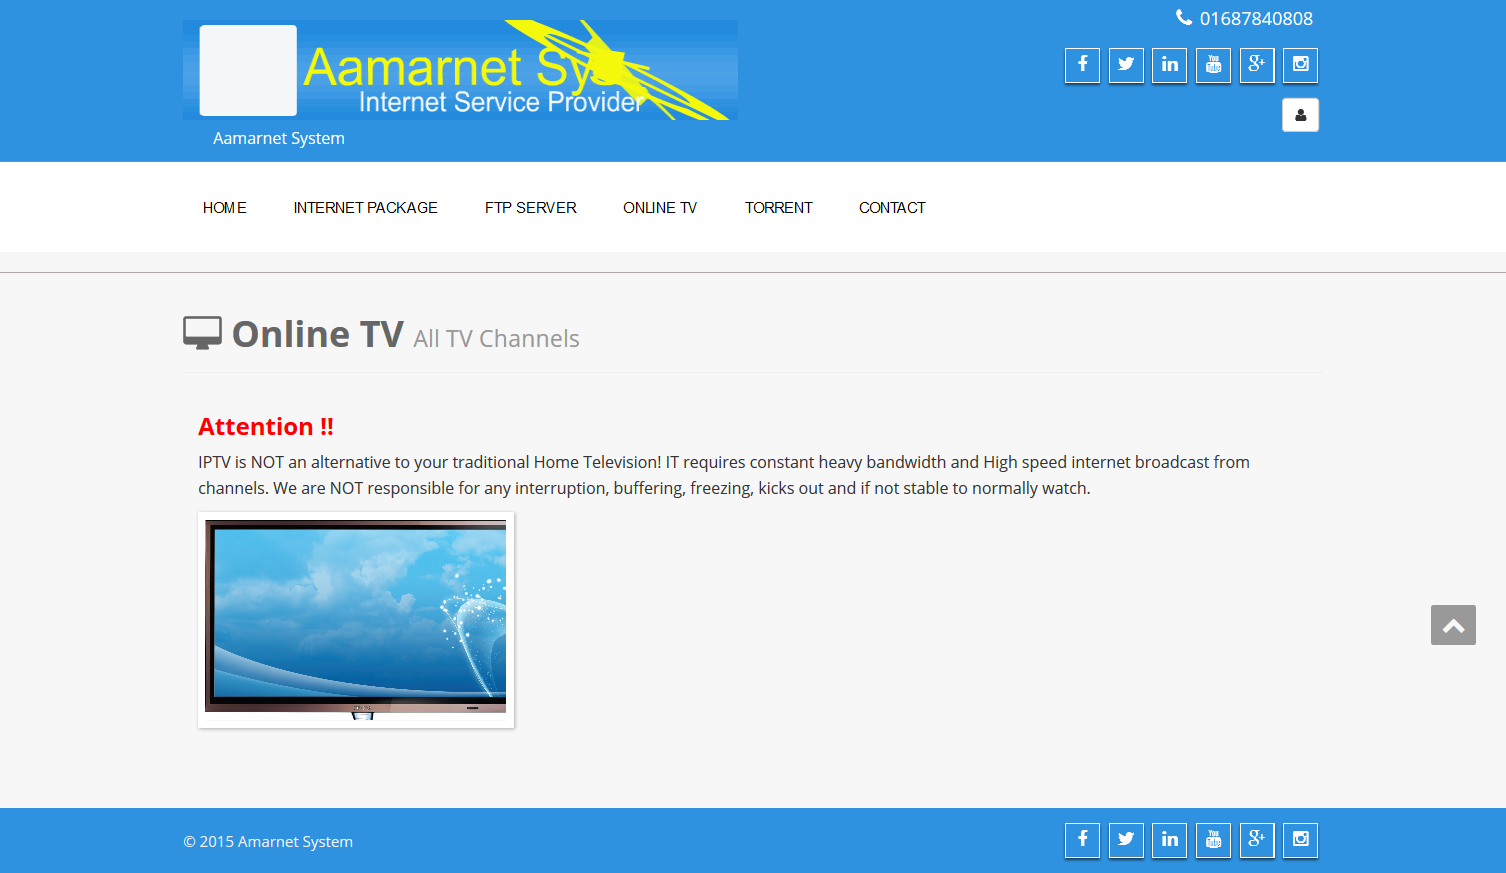 01687840808
Aamarnet Sys
Internet Service Provider
Aamarnet System
HOME INTERNET PACKAGE FTP SERVER ONLINE TV TORRENT CONTACT
Online TV All TV Channels
Attention !!
IPTV is NOT an alternative to your traditional Home Television! IT requires constant heavy bandwidth and High speed internet broadcast from
channels. We are NOT responsible for any interruption, buffering, freezing, kicks out and if not stable to normally watch.
© 2015 Amarnet System